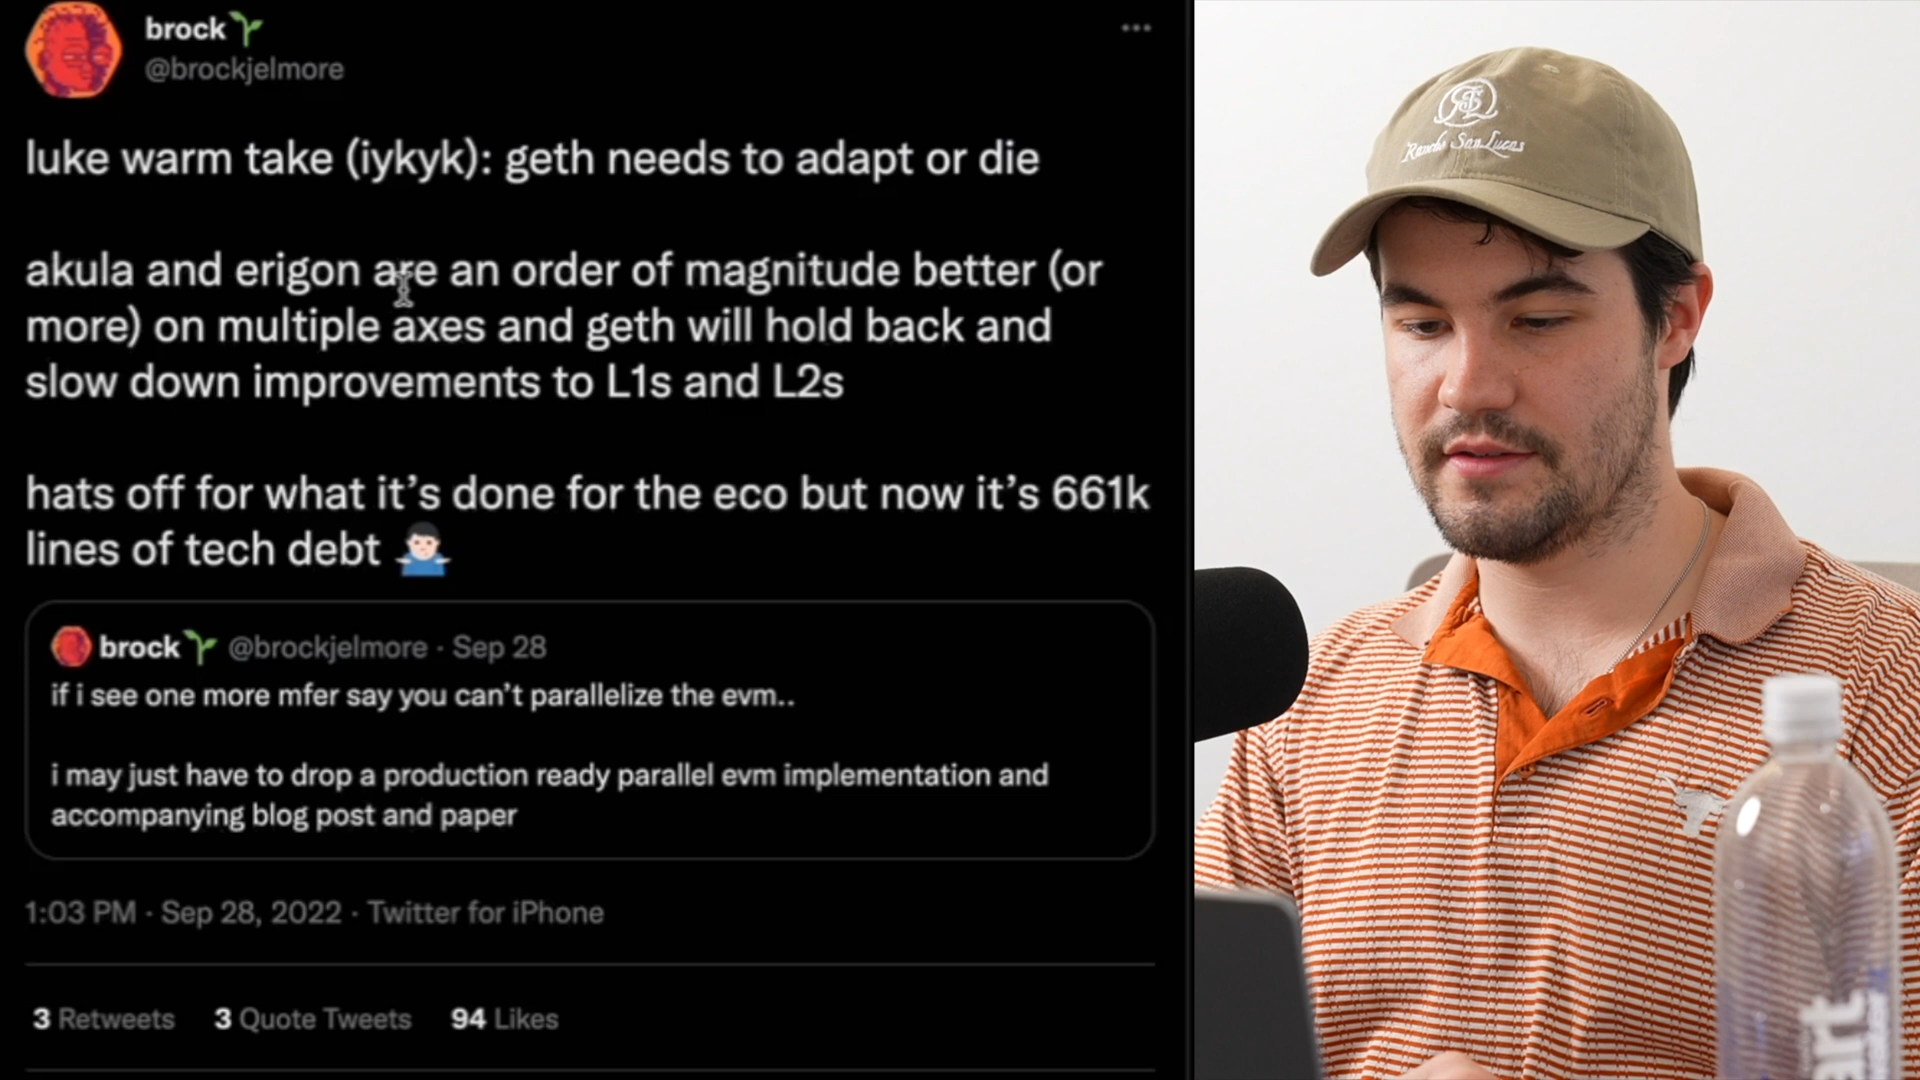 brock
@brockjelmore
luke warm take (iykyk): geth needs to adapt or die
akula and erigon are an order of magnitude better (or
more) on multiple axes and geth will hold back and
slow down improvements to L1s and L2s
hats off for what it’s done for the eco but now it’s 661k
lines of tech debt
brock @brockjelmore · Sep 28
if i see one more mfer say you can’t parallelize the evm..
i may just have to drop a production ready parallel evm implementation and
accompanying blog post and paper
1:03 PM · Sep 28, 2022 · Twitter for iPhone
3 Retweets 3 Quote Tweets 94 Likes
Rancho San Lucas
art